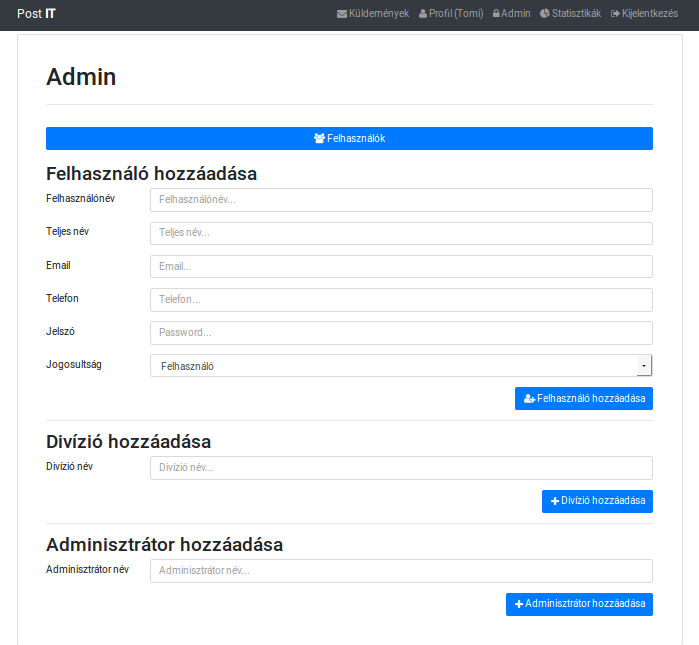 Post IT
Küldemények Profil (Tomi) Admin Statisztikák Kijelentkezés
Admin
Felhasználók
Felhasználó hozzáadása
Felhasználónév Felhasználónév...
Teljes név Teljes név...
Email Email...
Telefon Telefon...
Jelszó Password...
Jogosultság Felhasználó
Felhasználó hozzáadása
Divízió hozzáadása
Divízió név Divízió név...
Divízió hozzáadása
Adminisztrátor hozzáadása
Adminisztrátor név Adminisztrátor név...
Adminisztrátor hozzáadása